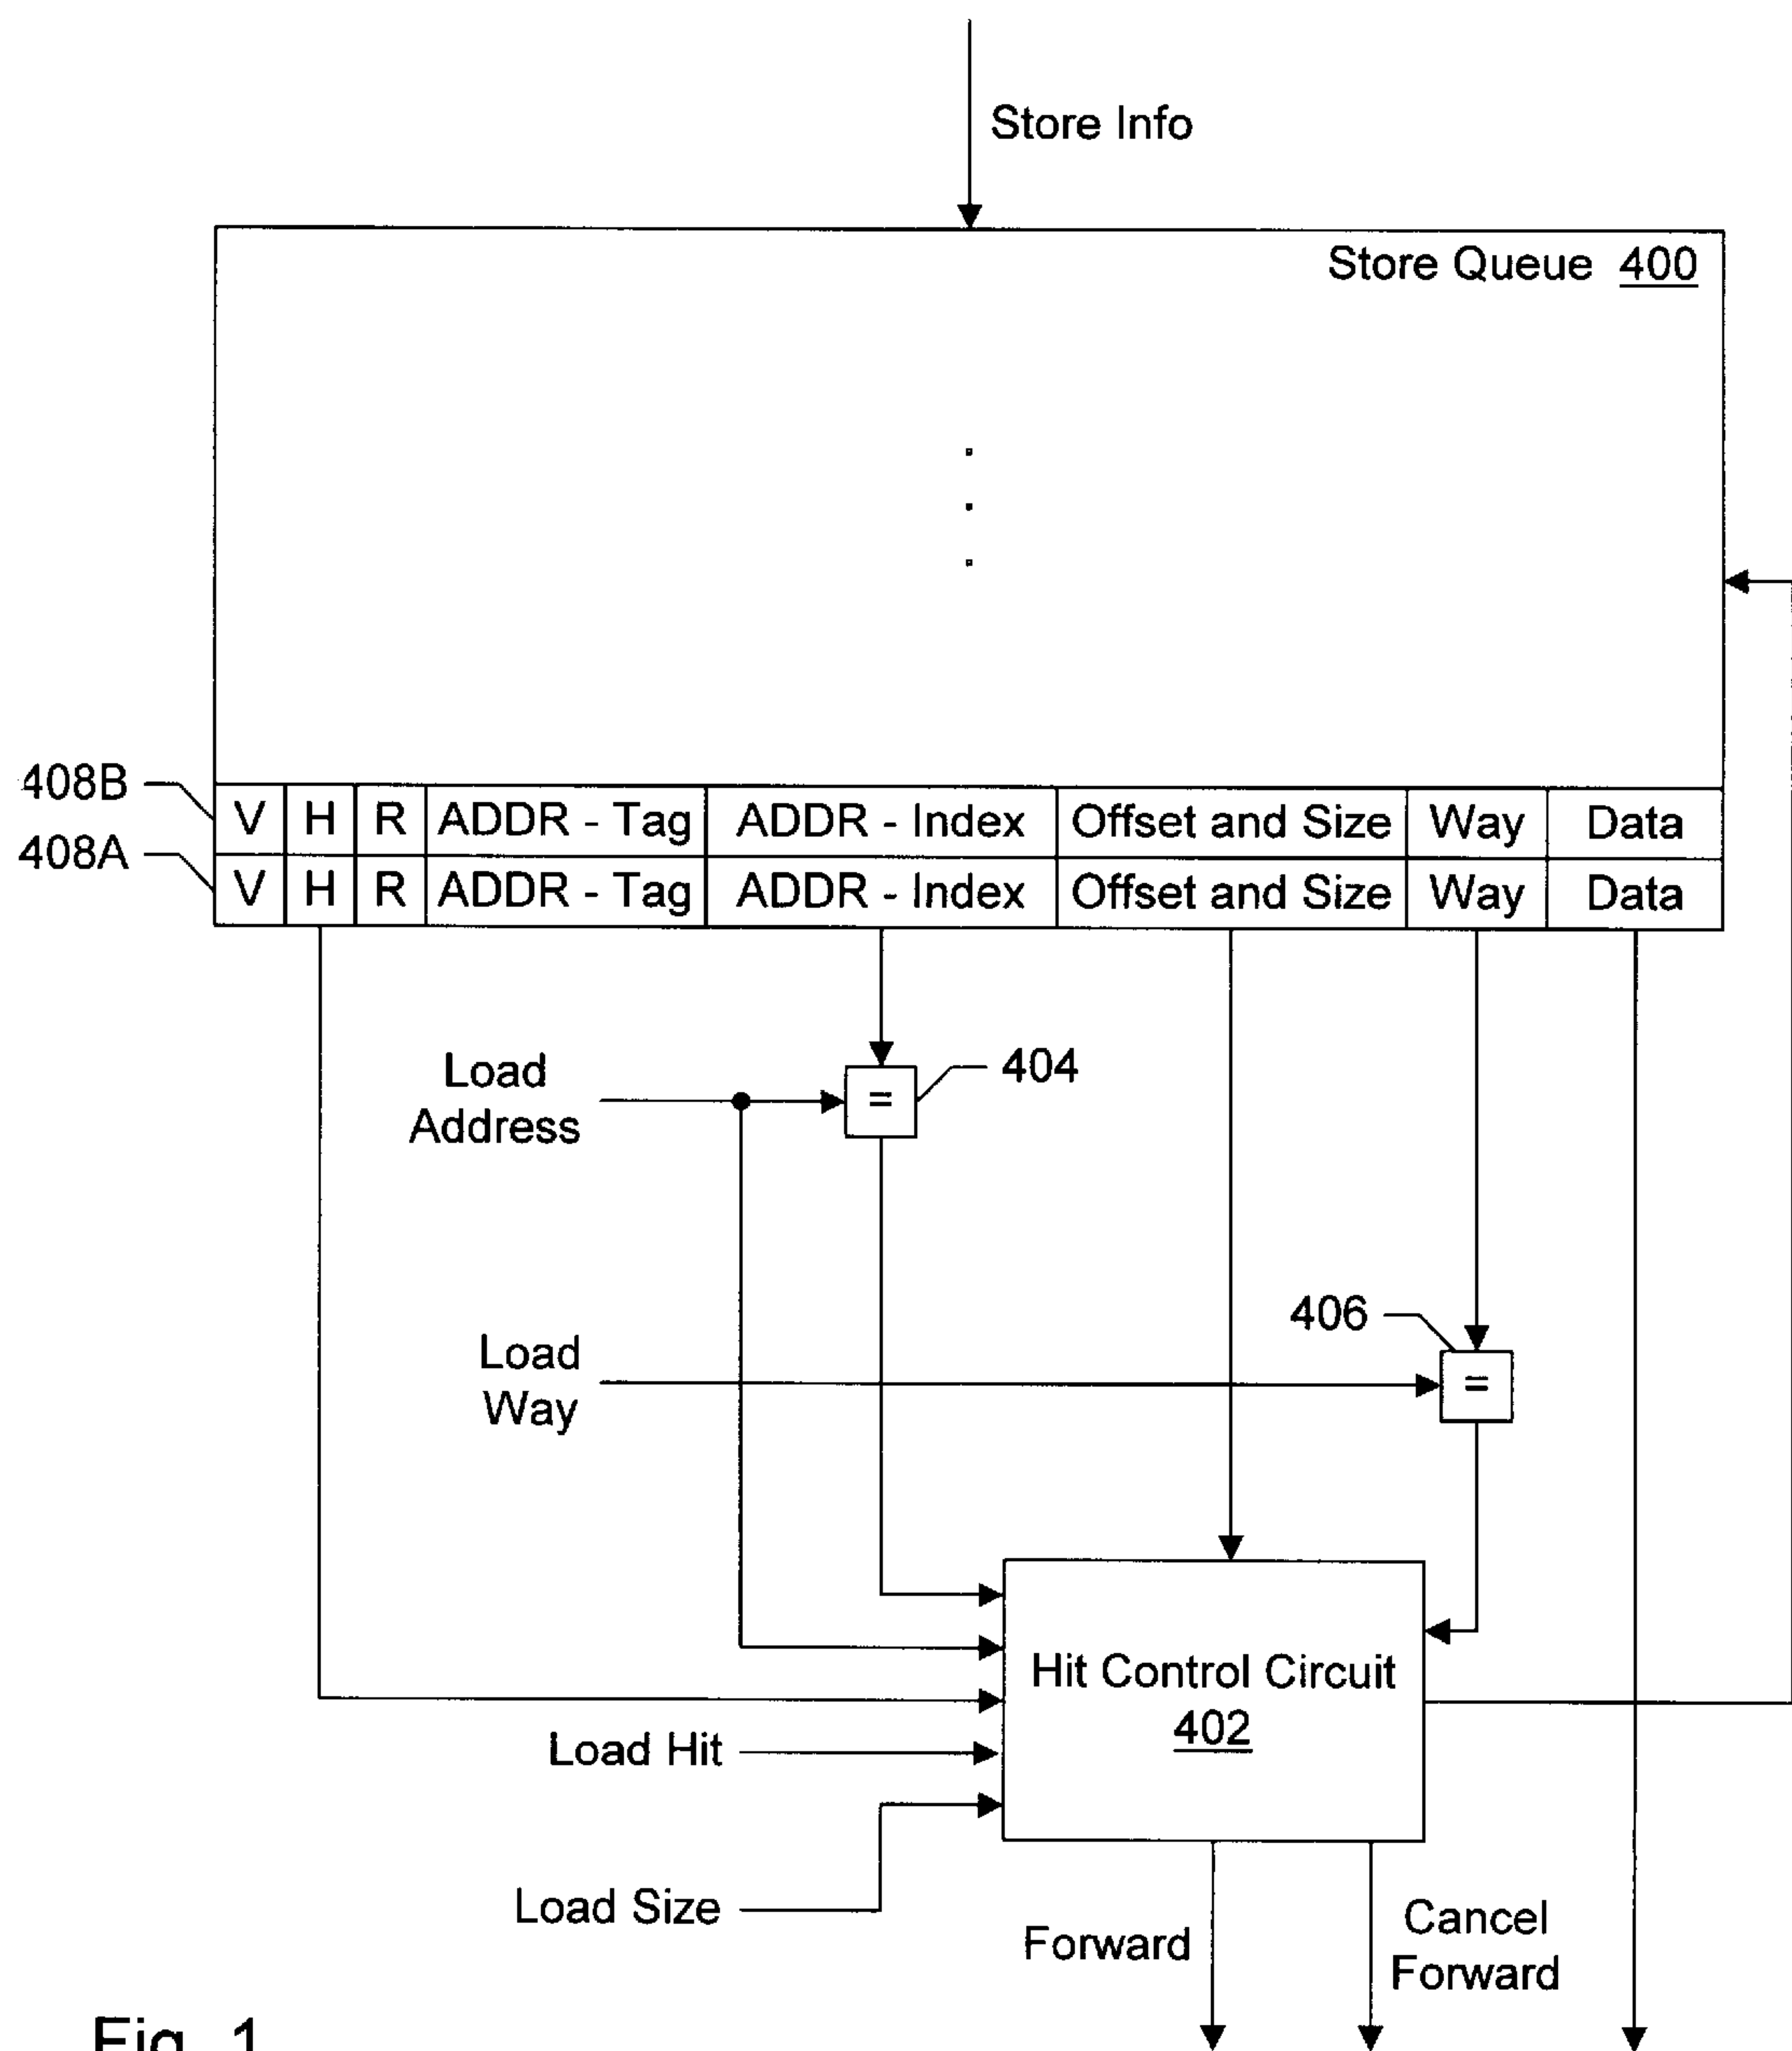 Store Info
Store Queue 400
408B
V H R ADDR - Tag ADDR - Index Offset and Size Way Data
408A
V H R ADDR - Tag ADDR - Index Offset and Size Way Data
Load
Address
=
404
406
Load
Way
=
Hit Control Circuit
402
Load Hit
Load Size
Forward
Cancel
Forward
Fig. 1